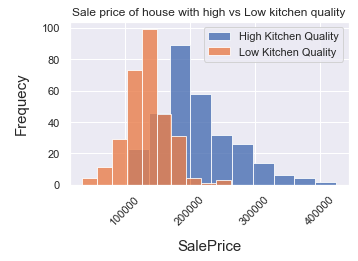 Sale price of house with high vs Low kitchen quality
High Kitchen Quality
Low Kitchen Quality
Frequecy
100
80
60
40
20
0
100000
200000
300000
400000
SalePrice